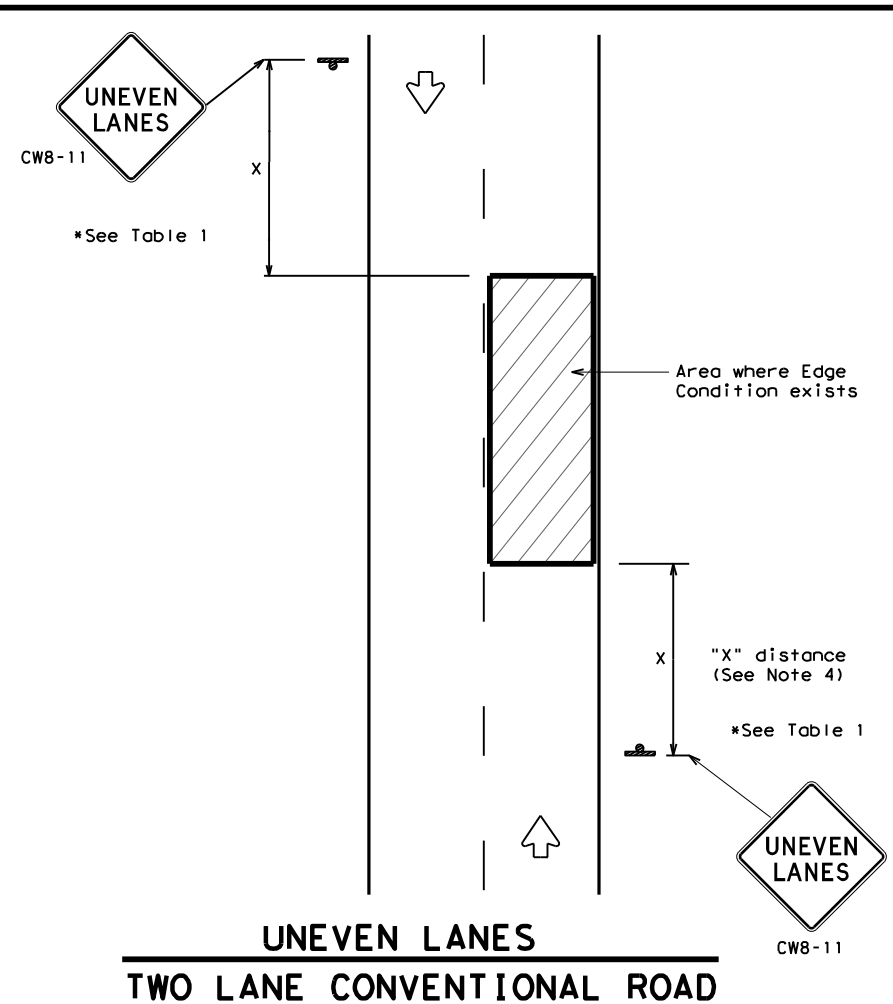 UNEVEN
LANES
CW8-11
X
*See Table 1
Area where Edge
Condition exists
X
"X" distance
(See Note 4)
*See Table 1
UNEVEN
LANES
CW8-11
UNEVEN LANES
TWO LANE CONVENTIONAL ROAD